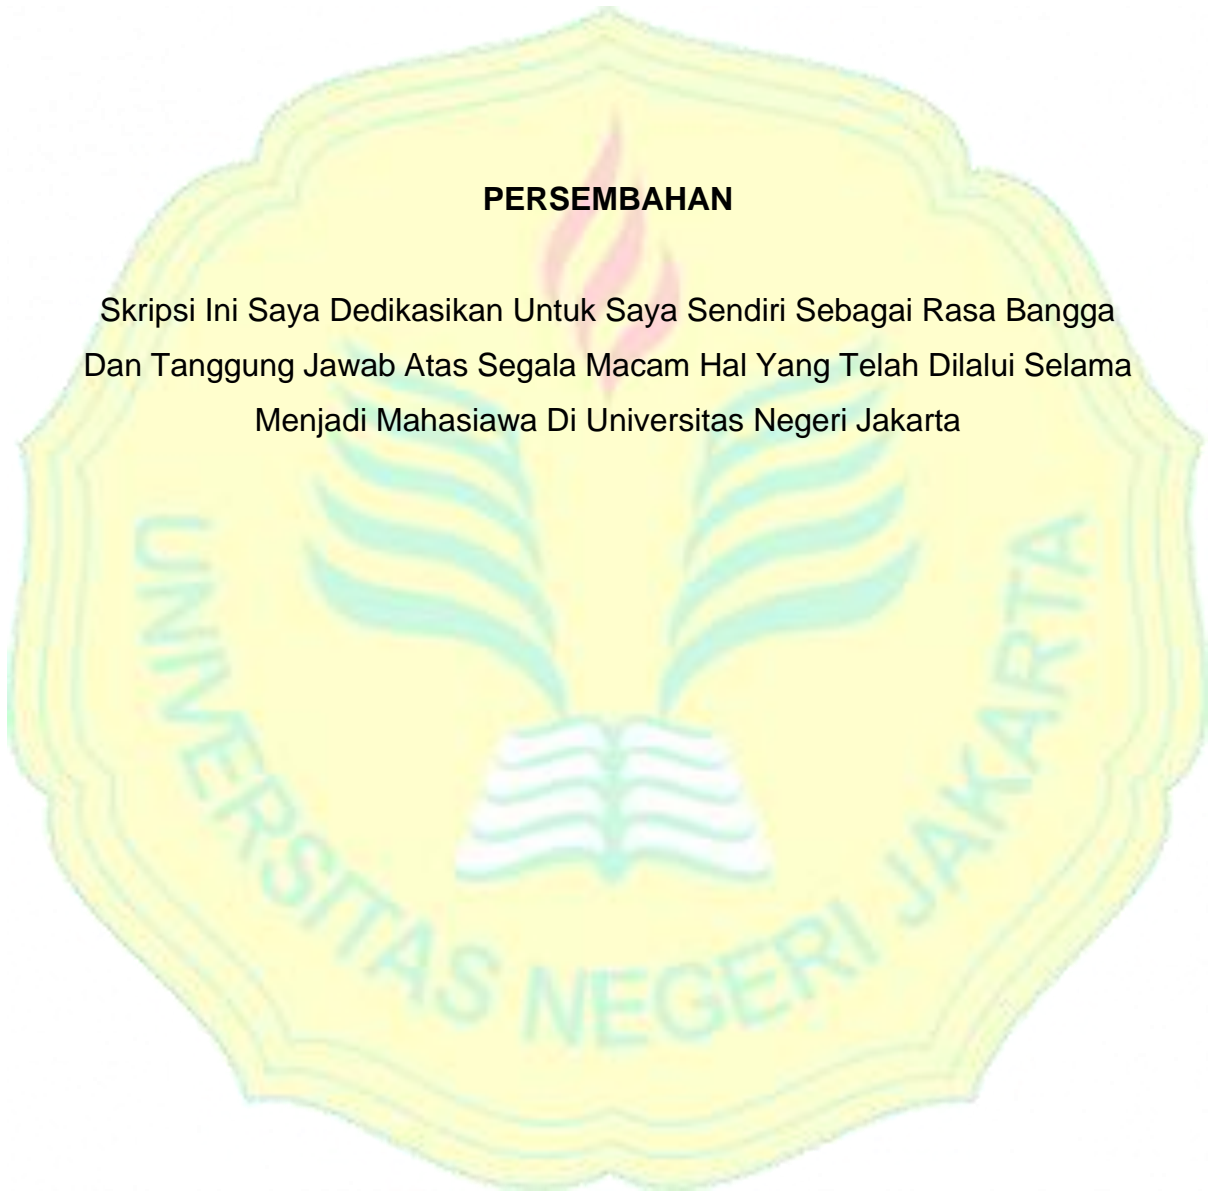 PERSEMBAHAN
Skripsi Ini Saya Dedikasikan Untuk Saya Sendiri Sebagai Rasa Bangga
Dan Tanggung Jawab Atas Segala Macam Hal Yang Telah Dilalui Selama
Menjadi Mahasiawa Di Universitas Negeri Jakarta
UNIVERSITAS NEGERI JAKARTA